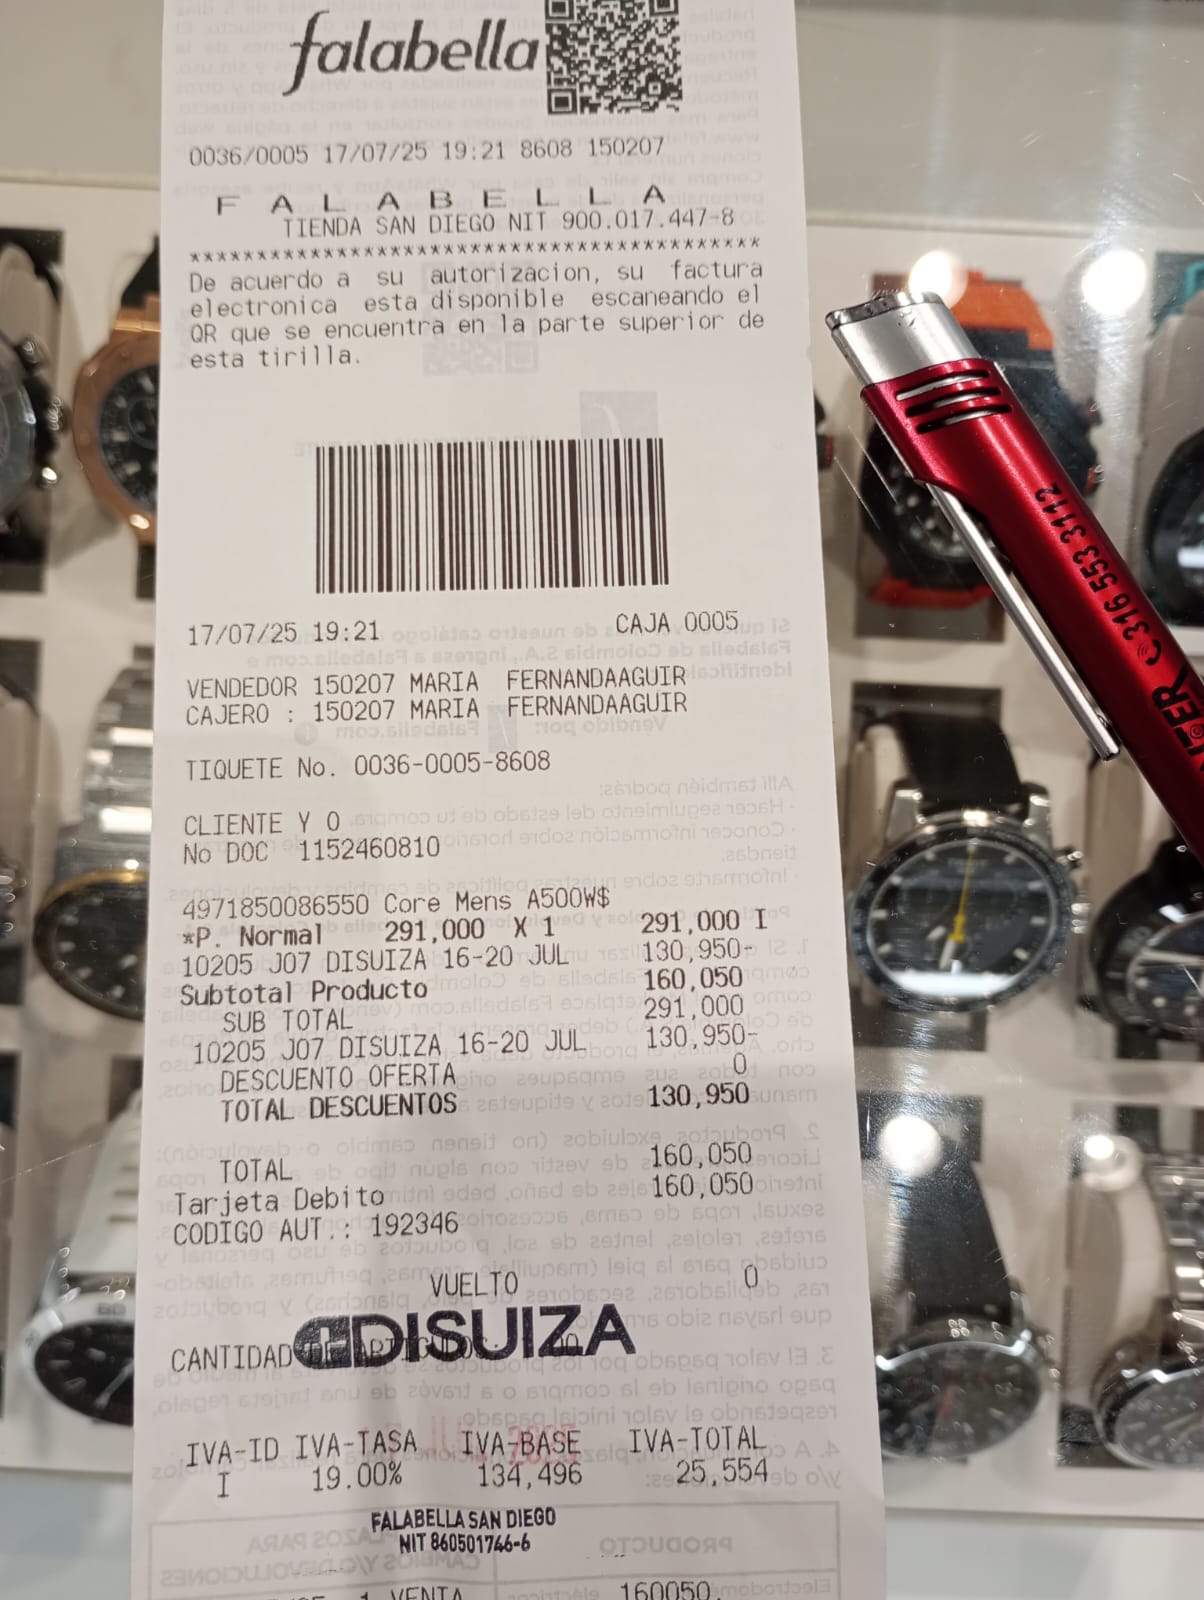 falabella
0036/0005 17/07/25 19:21 8608 150207
F A L A B E L L A
TIENDA SAN DIEGO NIT 900.017.447-8
******************************************
De acuerdo a su autorizacion, su factura
electronica esta disponible escaneando el
QR que se encuentra en la parte superior de
esta tirilla.
17/07/25 19:21 CAJA 0005
VENDEDOR 150207 MARIA FERNANDAAGUIR
CAJERO : 150207 MARIA FERNANDAAGUIR
TIQUETE No. 0036-0005-8608
CLIENTE Y O
No DOC 1152460810
4971850086550 Core Mens A500W$
*P. Normal 291,000 X 1 291,000 I
10205 J07 DISUIZA 16-20 JUL 130,950-
Subtotal Producto 160,050
SUB TOTAL 291,000
10205 J07 DISUIZA 16-20 JUL 130,950-
DESCUENTO OFERTA 0
TOTAL DESCUENTOS 130,950
TOTAL 160,050
Tarjeta Debito 160,050
CODIGO AUT.: 192346
VUELTO 0
DISUIZA
CANTIDAD
IVA-ID IVA-TASA IVA-BASE IVA-TOTAL
I 19.00% 134,496 25,554
FALABELLA SAN DIEGO
NIT 860501746-6
1 VENTA 160050
316 553 3112